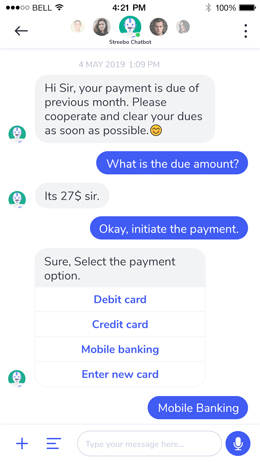 BELL 4:21 PM 100%
Streebo Chatbot
4 MAY 2019 1:09 PM
Hi Sir, your payment is due of
previous month. Please
cooperate and clear your dues
as soon as possible.😊
What is the due amount?
Its 27$ sir.
Okay, initiate the payment.
Sure, Select the payment
option.
Debit card
Credit card
Mobile banking
Enter new card
Mobile Banking
Type your message here...